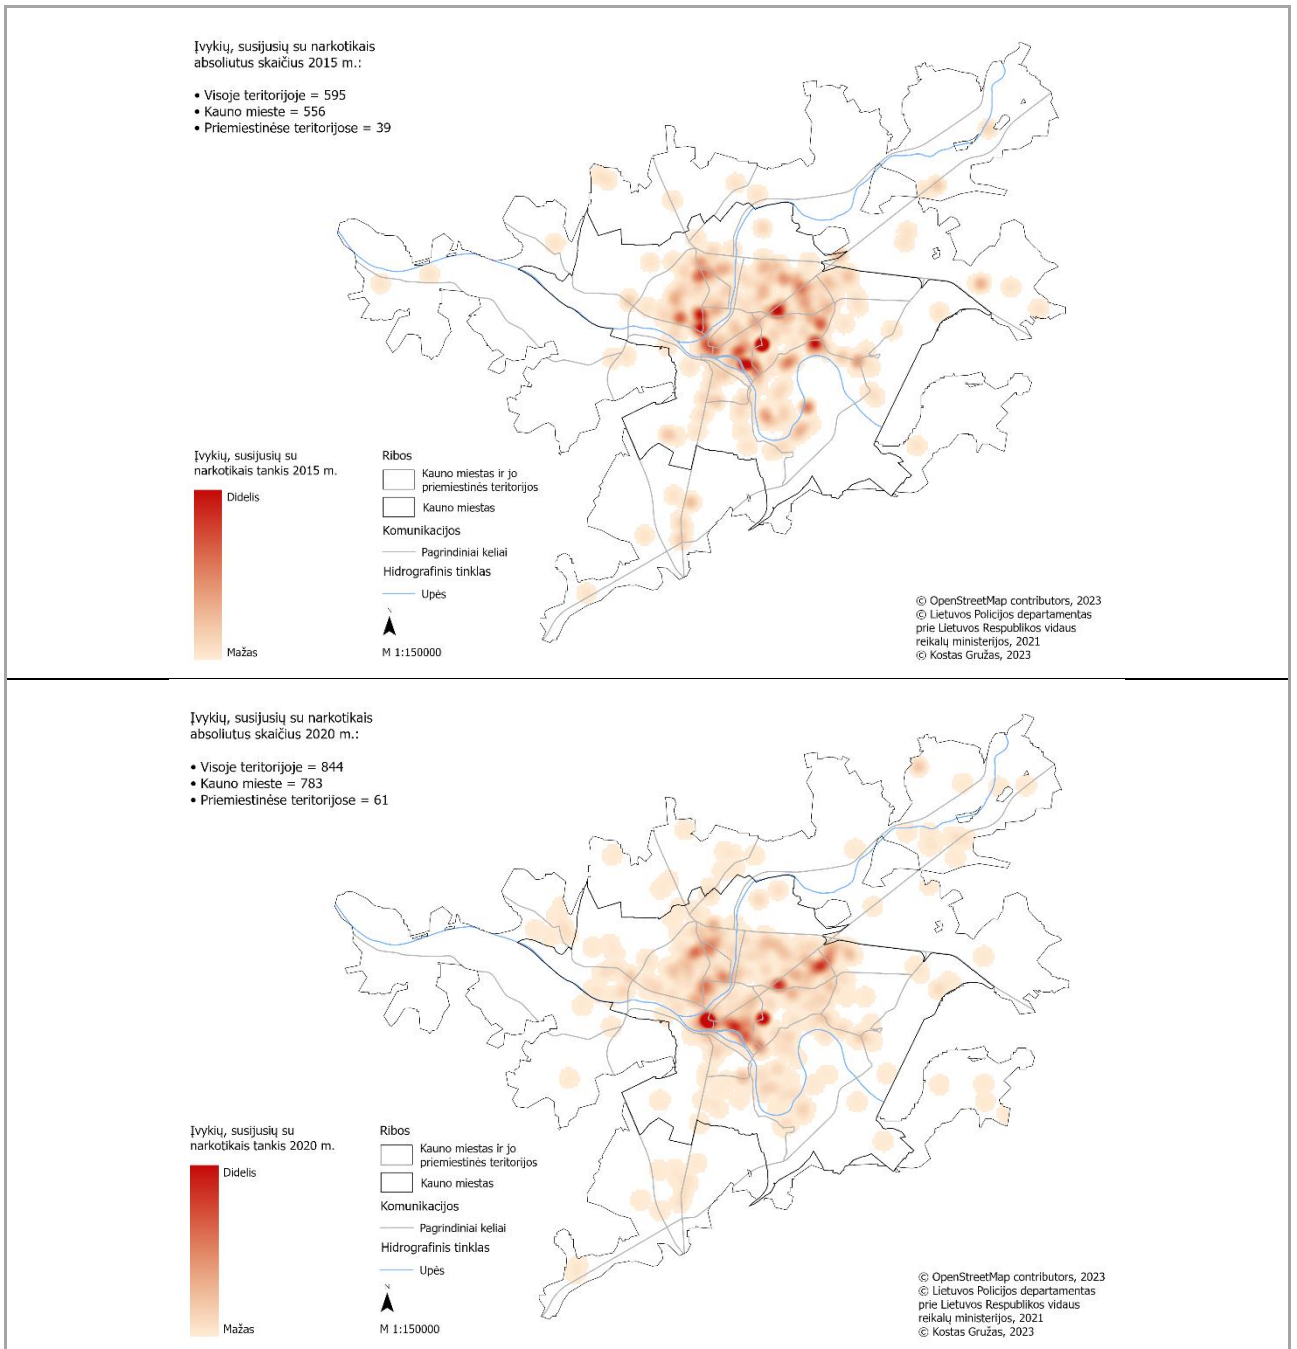 Įvykių, susijusių su narkotikais
absoliutus skaičius 2015 m.:
• Visoje teritorijoje = 595
• Kauno mieste = 556
• Priemiestinėse teritorijose = 39
Įvykių, susijusių su
narkotikais tankis 2015 m.
Didelis
Mažas
Ribos
Kauno miestas ir jo
priemiestinės teritorijos
Kauno miestas
Komunikacijos
Pagrindiniai keliai
Hidrografinis tinklas
Upės
N
M 1:150000
© OpenStreetMap contributors, 2023
© Lietuvos Policijos departamentas
prie Lietuvos Respublikos vidaus
reikalų ministerijos, 2021
© Kostas Gružas, 2023
Įvykių, susijusių su narkotikais
absoliutus skaičius 2020 m.:
• Visoje teritorijoje = 844
• Kauno mieste = 783
• Priemiestinėse teritorijose = 61
Įvykių, susijusių su
narkotikais tankis 2020 m.
Didelis
Mažas
Ribos
Kauno miestas ir jo
priemiestinės teritorijos
Kauno miestas
Komunikacijos
Pagrindiniai keliai
Hidrografinis tinklas
Upės
N
M 1:150000
© OpenStreetMap contributors, 2023
© Lietuvos Policijos departamentas
prie Lietuvos Respublikos vidaus
reikalų ministerijos, 2021
© Kostas Gružas, 2023